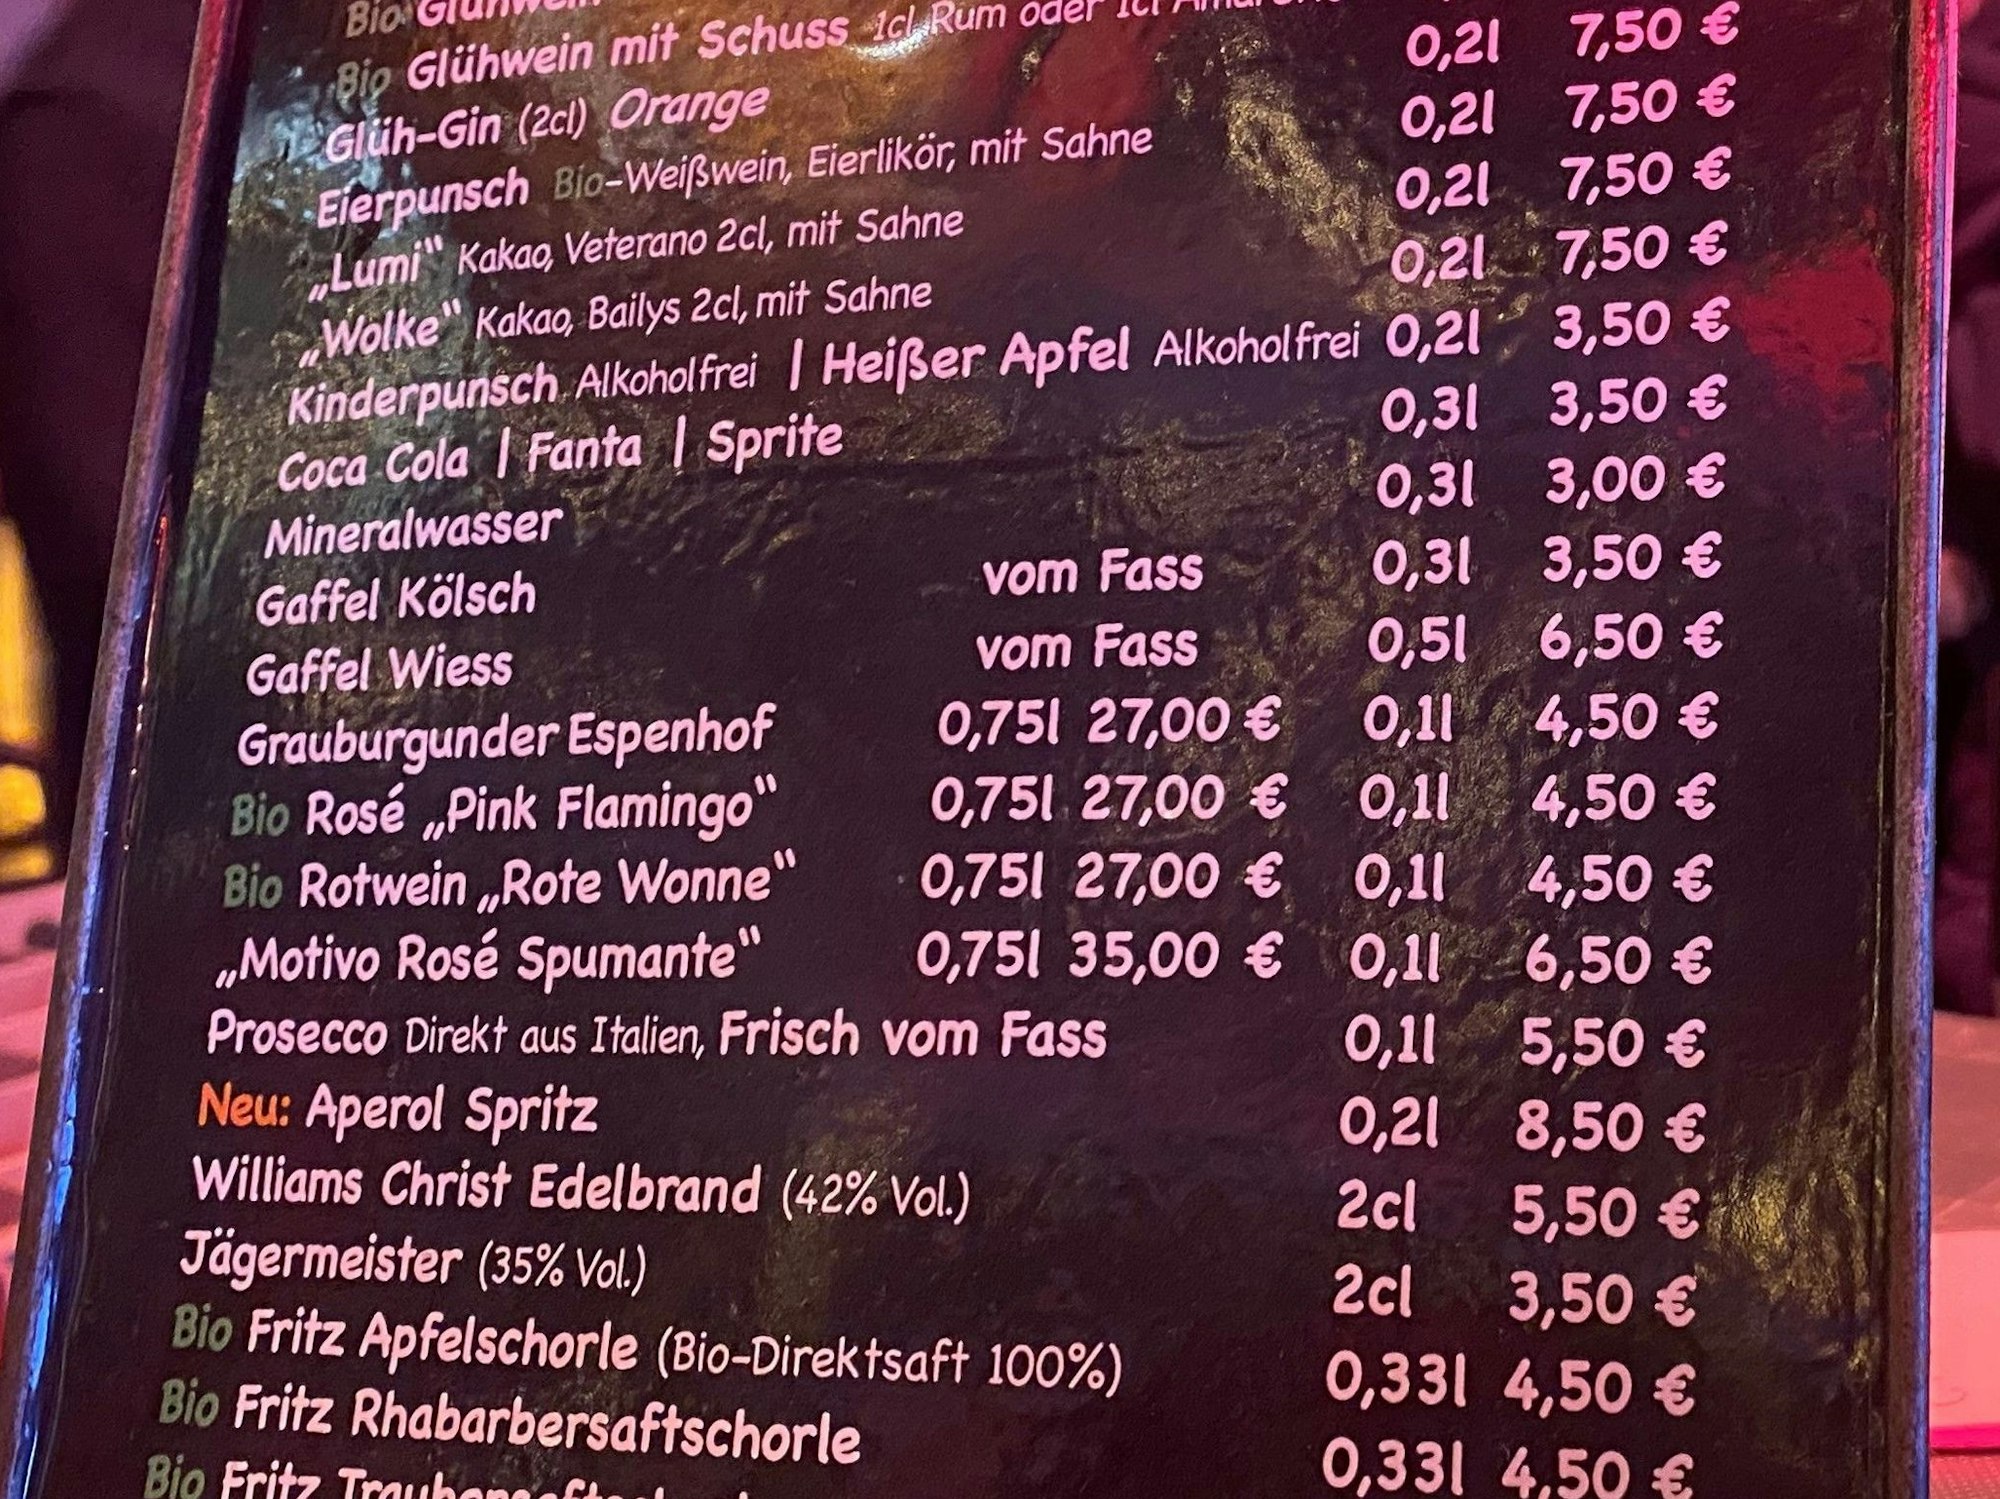 Bio Glühwein
Bio Glühwein mit Schuss 1cl Rum oder 1cl
Glüh-Gin (2cl) Orange 0,2l 7,50 €
Eierpunsch Bio-Weißwein, Eierlikör, mit Sahne 0,2l 7,50 €
„Lumi“ Kakao, Veterano 2cl, mit Sahne 0,2l 7,50 €
„Wolke“ Kakao, Bailys 2cl, mit Sahne 0,2l 7,50 €
Kinderpunsch Alkoholfrei | Heißer Apfel Alkoholfrei 0,2l 3,50 €
Coca Cola | Fanta | Sprite 0,3l 3,50 €
Mineralwasser 0,3l 3,00 €
Gaffel Kölsch vom Fass 0,3l 3,50 €
Gaffel Wiess vom Fass 0,5l 6,50 €
Grauburgunder Espenhof 0,75l 27,00 € 0,1l 4,50 €
Bio Rosé „Pink Flamingo“ 0,75l 27,00 € 0,1l 4,50 €
Bio Rotwein „Rote Wonne“ 0,75l 27,00 € 0,1l 4,50 €
„Motivo Rosé Spumante“ 0,75l 35,00 € 0,1l 6,50 €
Prosecco Direkt aus Italien, Frisch vom Fass 0,1l 5,50 €
Neu: Aperol Spritz 0,2l 8,50 €
Williams Christ Edelbrand (42% Vol.) 2cl 5,50 €
Jägermeister (35% Vol.) 2cl 3,50 €
Bio Fritz Apfelschorle (Bio-Direktsaft 100%) 0,33l 4,50 €
Bio Fritz Rhabarbersaftschorle 0,33l 4,50 €
Bio Fritz